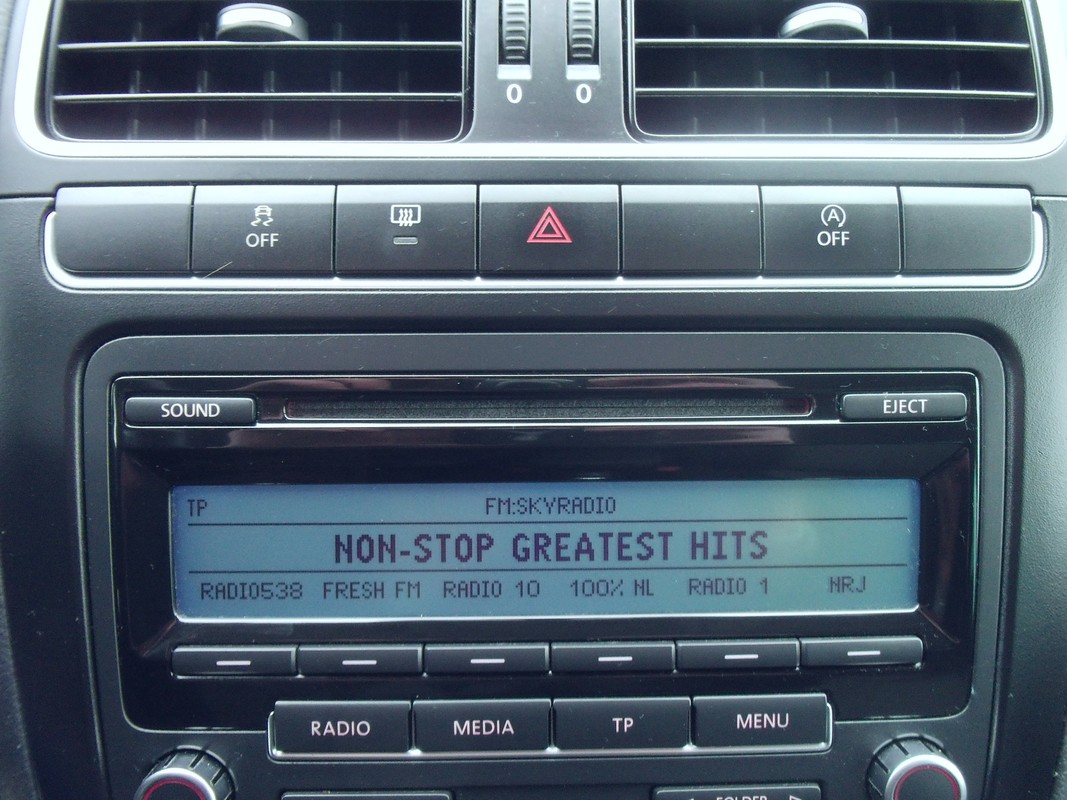 0 0
OFF
A
OFF
SOUND
EJECT
TP FM:SKYRADIO
NON-STOP GREATEST HITS
RADIO538 FRESH FM RADIO 10 100% NL RADIO 1 NRJ
RADIO MEDIA TP MENU
FOLDER